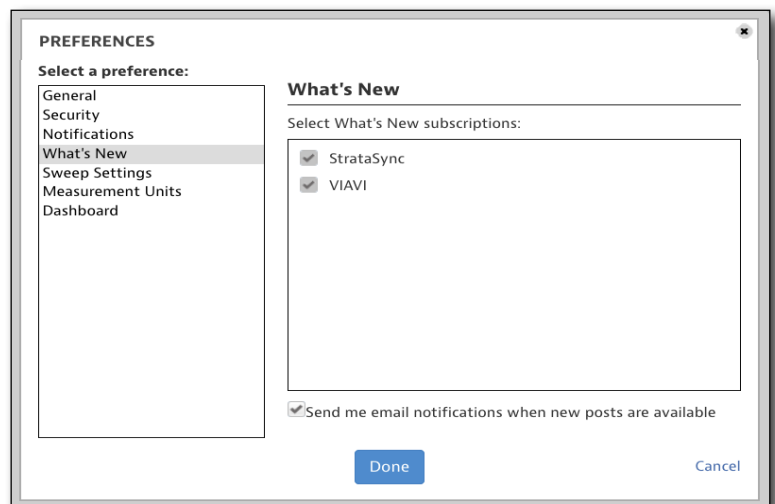 PREFERENCES
Select a preference:
General
Security
Notifications
What's New
Sweep Settings
Measurement Units
Dashboard
What's New
Select What's New subscriptions:
StrataSync
VIAVI
Send me email notifications when new posts are available
Done
Cancel